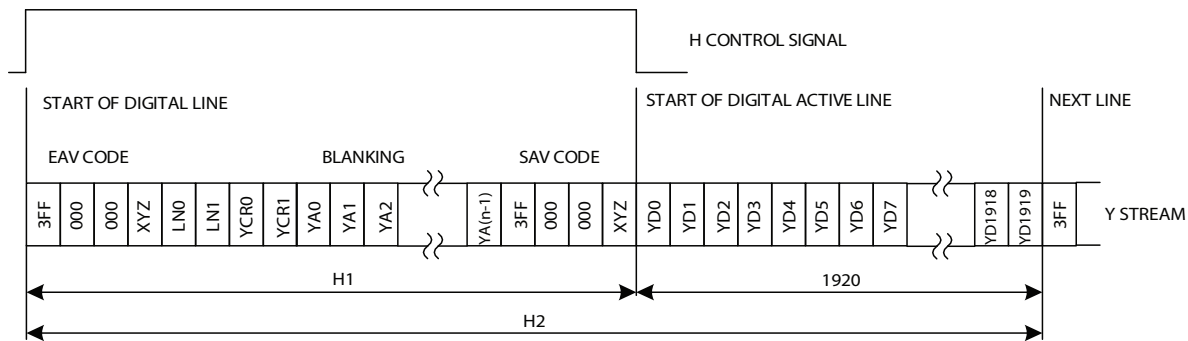 H CONTROL SIGNAL
START OF DIGITAL LINE
START OF DIGITAL ACTIVE LINE
NEXT LINE
EAV CODE
BLANKING
SAV CODE
3FF
000
000
XYZ
LN0
LN1
YCR0
YCR1
YA0
YA1
YA2
YA(n-1)
3FF
000
000
XYZ
YD0
YD1
YD2
YD3
YD4
YD5
YD6
YD7
YD1918
YD1919
3FF
Y STREAM
H1
1920
H2